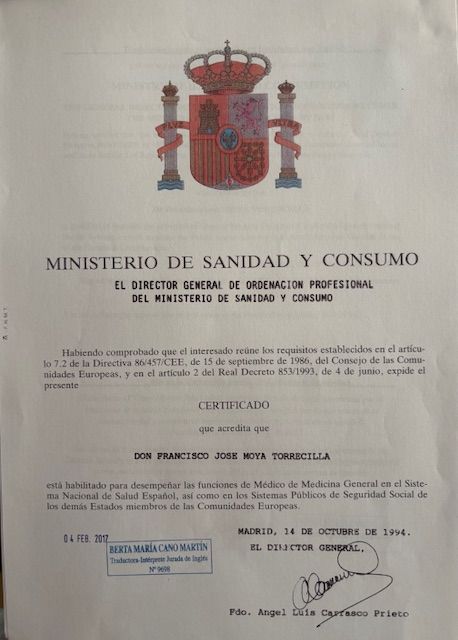 PLVS VLTRA
MINISTERIO DE SANIDAD Y CONSUMO
EL DIRECTOR GENERAL DE ORDENACION PROFESIONAL
DEL MINISTERIO DE SANIDAD Y CONSUMO
Habiendo comprobado que el interesado reúne los requisitos establecidos en el artícu-
lo 7.2 de la Directiva 86/457/CEE, de 15 de septiembre de 1986, del Consejo de las Comu-
nidades Europeas, y en el artículo 2 del Real Decreto 853/1993, de 4 de junio, expide el
presente
CERTIFICADO
que acredita que
DON FRANCISCO JOSE MOYA TORRECILLA
está habilitado para desempeñar las funciones de Médico de Medicina General en el Siste-
ma Nacional de Salud Español, así como en los Sistemas Públicos de Seguridad Social de
los demás Estados miembros de las Comunidades Europeas.
MADRID, 14 DE OCTUBRE DE 1994.
EL DIRECTOR GENERAL,
04 FEB. 2017
BERTA MARÍA CANO MARTÍN
Traductora-Intérprete Jurada de Inglés
Nº 9698
Fdo. Angel Luis Carrasco Prieto